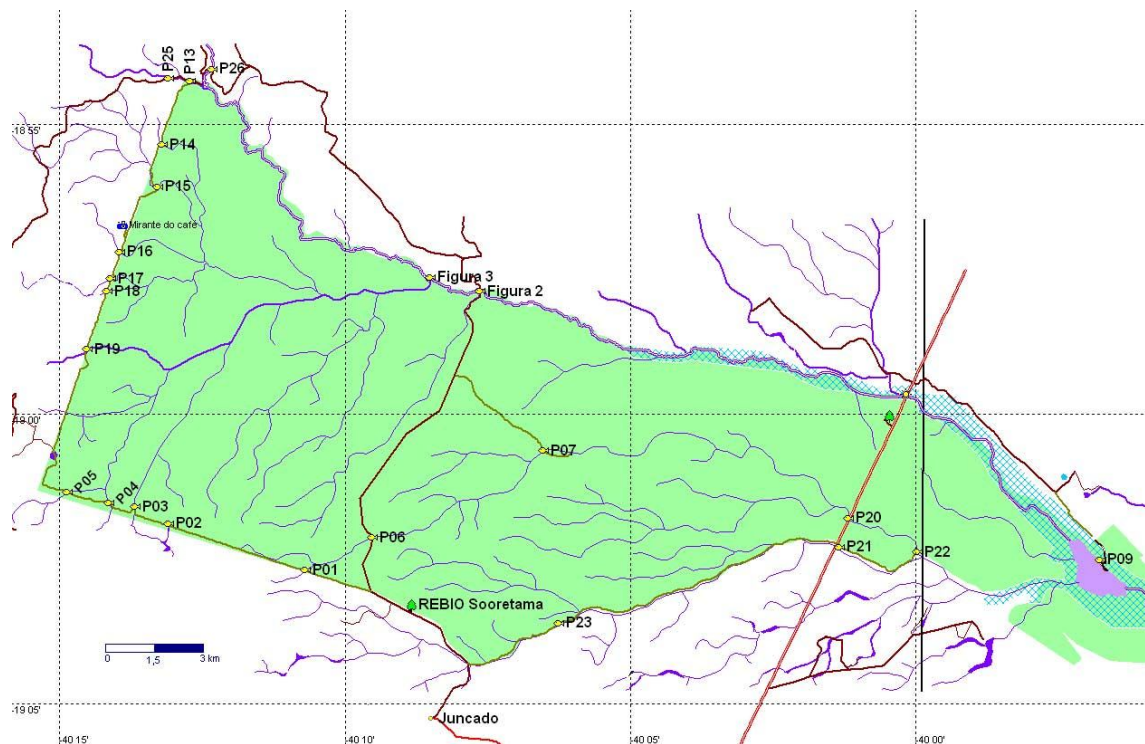 P25
P13
P26
18 55
P14
P15
Mirante do café
P16
P17
P18
Figura 3
Figura 2
P19
19 00
P07
P05
P04
P03
P02
P06
P01
P20
P21
P22
P09
REBIO Sooretama
P23
0 1,5 3 km
19 05
Juncado
40 15
40 10
40 05
40 00